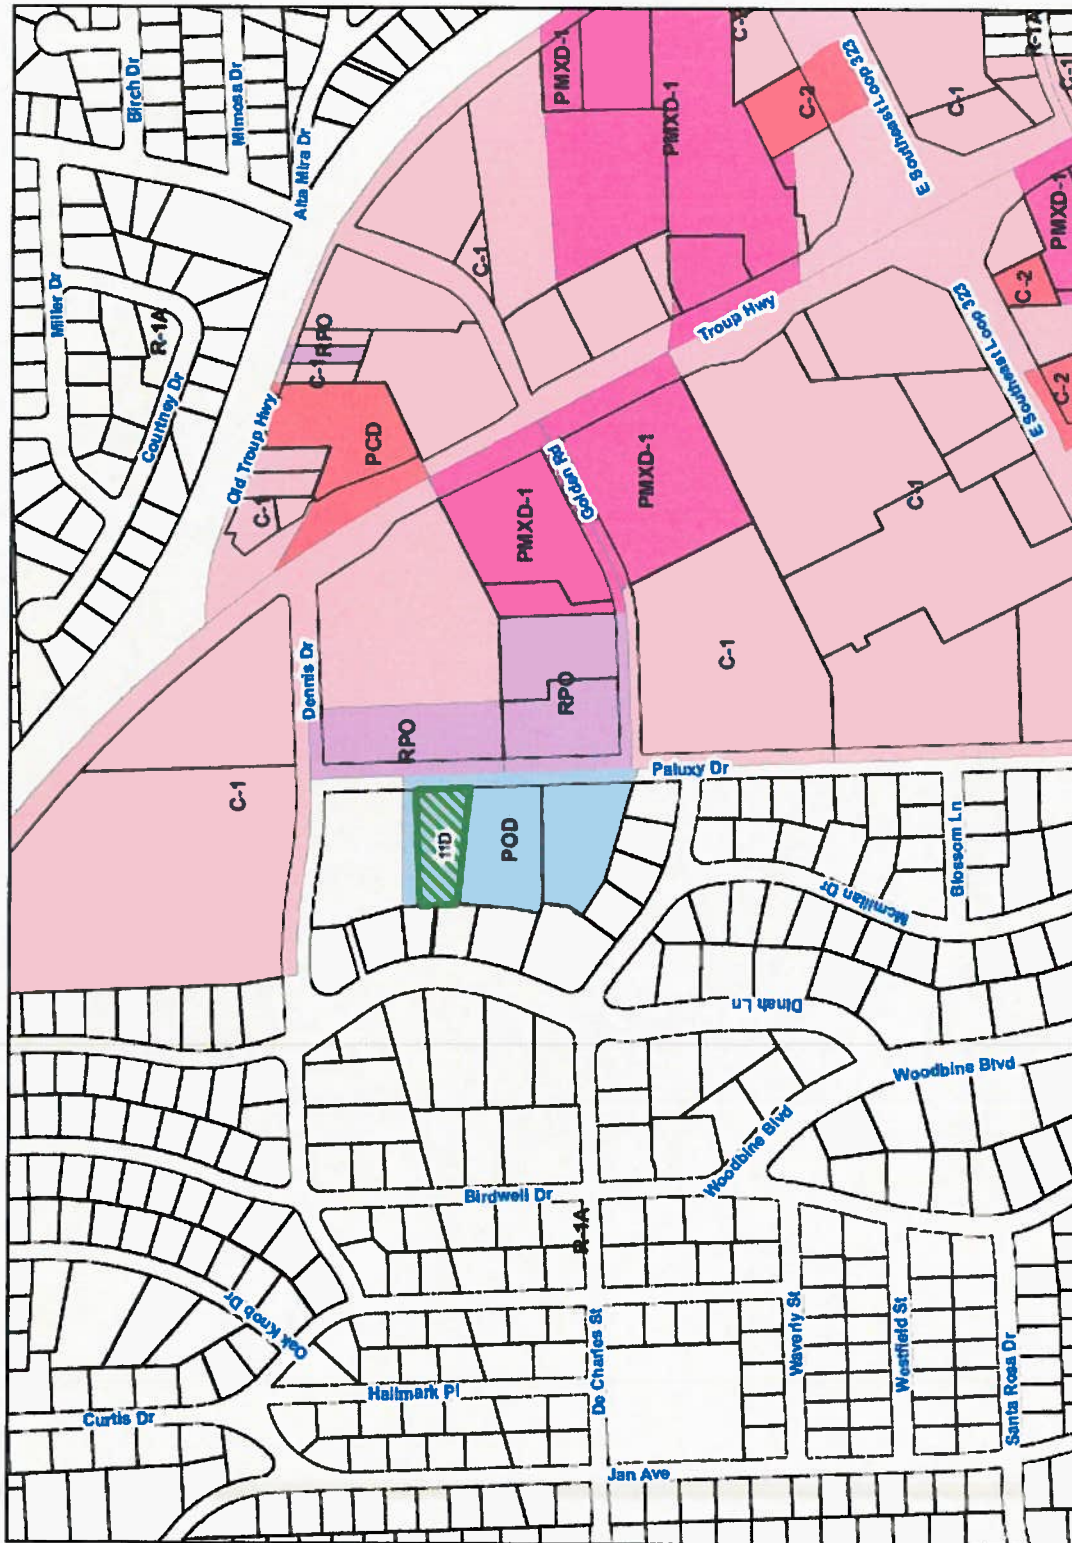 Birch Dr
Mimosa Dr
Alta Mira Dr
PMXD-1
C-2
E Southeast Loop 323
R-1A
C-1
C-1
PMXD-1
Miller Dr
R-1A
Courtney Dr
C-1
PMXD-1
C-2
E Southeast Loop 323
C-2
Troup Hwy
C-1
RPO
Old Troup Hwy
PCD
C-1
Golden Rd
PMXD-1
PMXD-1
C-1
Dennis Dr
C-1
RPO
RPO
C-1
Paluxy Dr
11D
POD
Mcmillan Dr
Blossom Ln
Dinah Ln
Woodbine Blvd
Woodbine Blvd
Birdwell Dr
R-1A
Oak Knob Dr
De Charles St
Waverly St
Westfield St
Santa Rosa Dr
Hallmark Pl
Curtis Dr
Jan Ave